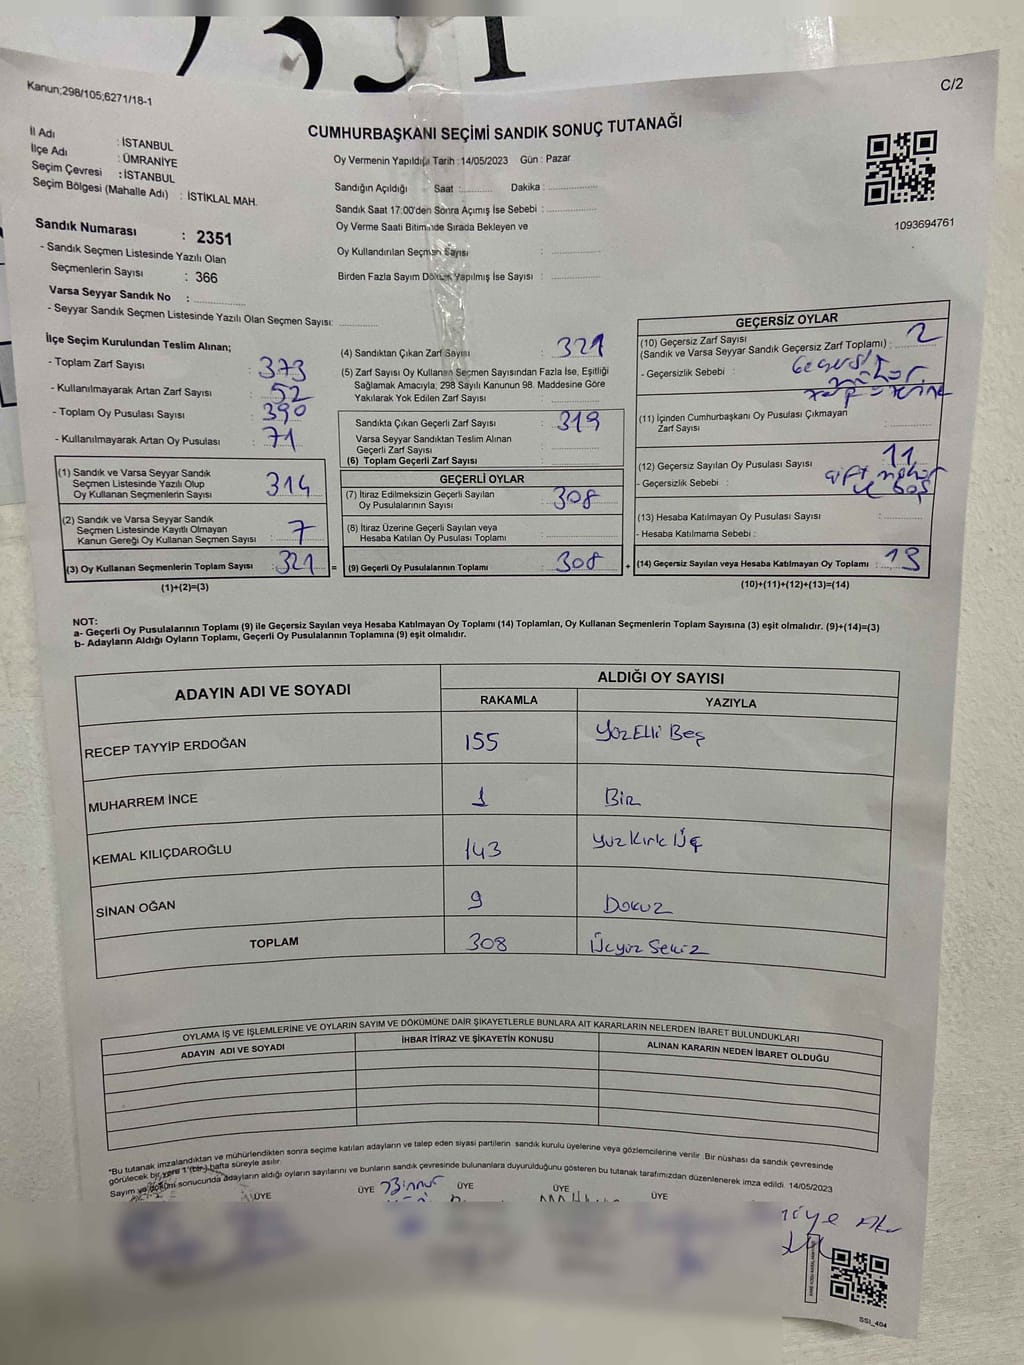 2351
Kanun;298/105;6271/18-1
C/2
CUMHURBAŞKANI SEÇİMİ SANDIK SONUÇ TUTANAĞI
İl Adı : İSTANBUL
İlçe Adı : ÜMRANİYE
Seçim Çevresi : İSTANBUL
Seçim Bölgesi (Mahalle Adı) : İSTİKLAL MAH.
Oy Vermenin Yapıldığı Tarih : 14/05/2023 Gün : Pazar
Sandığın Açıldığı Saat :.......... Dakika :..............
Sandık Saat 17:00'den Sonra Açımış İse Sebebi :..............
Oy Verme Saati Bitiminde Sırada Bekleyen ve
Oy Kullandırılan Seçmen Sayısı :..............
Birden Fazla Sayım Döküm Yapılmış İse Sayısı :..............
1093694761
Sandık Numarası : 2351
- Sandık Seçmen Listesinde Yazılı Olan
Seçmenlerin Sayısı : 366
Varsa Seyyar Sandık No :..............
- Seyyar Sandık Seçmen Listesinde Yazılı Olan Seçmen Sayısı:..............
İlçe Seçim Kurulundan Teslim Alınan;
- Toplam Zarf Sayısı : 373
- Kullanılmayarak Artan Zarf Sayısı : 52
- Toplam Oy Pusulası Sayısı : 390
- Kullanılmayarak Artan Oy Pusulası : 71
(1) Sandık ve Varsa Seyyar Sandık
Seçmen Listesinde Yazılı Olup
Oy Kullanan Seçmenlerin Sayısı : 314
(2) Sandık ve Varsa Seyyar Sandık
Seçmen Listesinde Kayıtlı Olmayan
Kanun Gereği Oy Kullanan Seçmen Sayısı : 7
(3) Oy Kullanan Seçmenlerin Toplam Sayısı : 321 =
(1)+(2)=(3)
(4) Sandıktan Çıkan Zarf Sayısı : 321
(5) Zarf Sayısı Oy Kullanan Seçmen Sayısından Fazla İse, Eşitliği
Sağlamak Amacıyla, 298 Sayılı Kanunun 98. Maddesine Göre
Yakılarak Yok Edilen Zarf Sayısı :..............
Sandıkta Çıkan Geçerli Zarf Sayısı : 319
Varsa Seyyar Sandıktan Teslim Alınan
Geçerli Zarf Sayısı :..............
(6) Toplam Geçerli Zarf Sayısı :..............
GEÇERLİ OYLAR
(7) İtiraz Edilmeksizin Geçerli Sayılan
Oy Pusulalarının Sayısı : 308
(8) İtiraz Üzerine Geçerli Sayılan veya
Hesaba Katılan Oy Pusulası Toplamı :..............
(9) Geçerli Oy Pusulalarının Toplamı : 308 +
GEÇERSİZ OYLAR
(10) Geçersiz Zarf Sayısı
(Sandık ve Varsa Seyyar Sandık Geçersiz Zarf Toplamı) : 2
- Geçersizlik Sebebi : Geçersiz
mühür
zarf üzerine
(11) İçinden Cumhurbaşkanı Oy Pusulası Çıkmayan
Zarf Sayısı :..............
(12) Geçersiz Sayılan Oy Pusulası Sayısı : 11
- Geçersizlik Sebebi : Çift mühür
ve Boş
(13) Hesaba Katılmayan Oy Pusulası Sayısı :..............
- Hesaba Katılmama Sebebi :
(14) Geçersiz Sayılan veya Hesaba Katılmayan Oy Toplamı : 13
(10)+(11)+(12)+(13)=(14)
NOT:
a- Geçerli Oy Pusulalarının Toplamı (9) ile Geçersiz Sayılan veya Hesaba Katılmayan Oy Toplamı (14) Toplamları, Oy Kullanan Seçmenlerin Toplam Sayısına (3) eşit olmalıdır. (9)+(14)=(3)
b- Adayların Aldığı Oyların Toplamı, Geçerli Oy Pusulalarının Toplamına (9) eşit olmalıdır.
ADAYIN ADI VE SOYADI ALDIĞI OY SAYISI
RAKAMLA YAZIYLA
RECEP TAYYİP ERDOĞAN 155 YüzElli Beş
MUHARREM İNCE 1 Bir
KEMAL KILIÇDAROĞLU 143 Yüz Kırk Üç
SİNAN OĞAN 9 Dokuz
TOPLAM 308 Üçyüz Sekiz
OYLAMA İŞ VE İŞLEMLERİNE VE OYLARIN SAYIM VE DÖKÜMÜNE DAİR ŞİKAYETLERLE BUNLARA AİT KARARLARIN NELERDEN İBARET BULUNDUKLARI
ADAYIN ADI VE SOYADI İHBAR İTİRAZ VE ŞİKAYETİN KONUSU ALINAN KARARIN NEDEN İBARET OLDUĞU
*Bu tutanak imzalandıktan ve mühürlendikten sonra seçime katılan adayların ve talep eden siyasi partilerin sandık kurulu üyelerine veya gözlemcilerine verilir. Bir nüshası da sandık çevresinde
görülecek bir yere 1 (bir) hafta süreyle asılır.
Sayım ve döküm sonucunda adayların aldığı oyların sayılarını ve bunların sandık çevresinde bulunanlara duyurulduğunu gösteren bu tutanak tarafımızdan düzenlenerek imza edildi. 14/05/2023
ÜYE ÜYE ÜYE ÜYE ÜYE
SSI_404